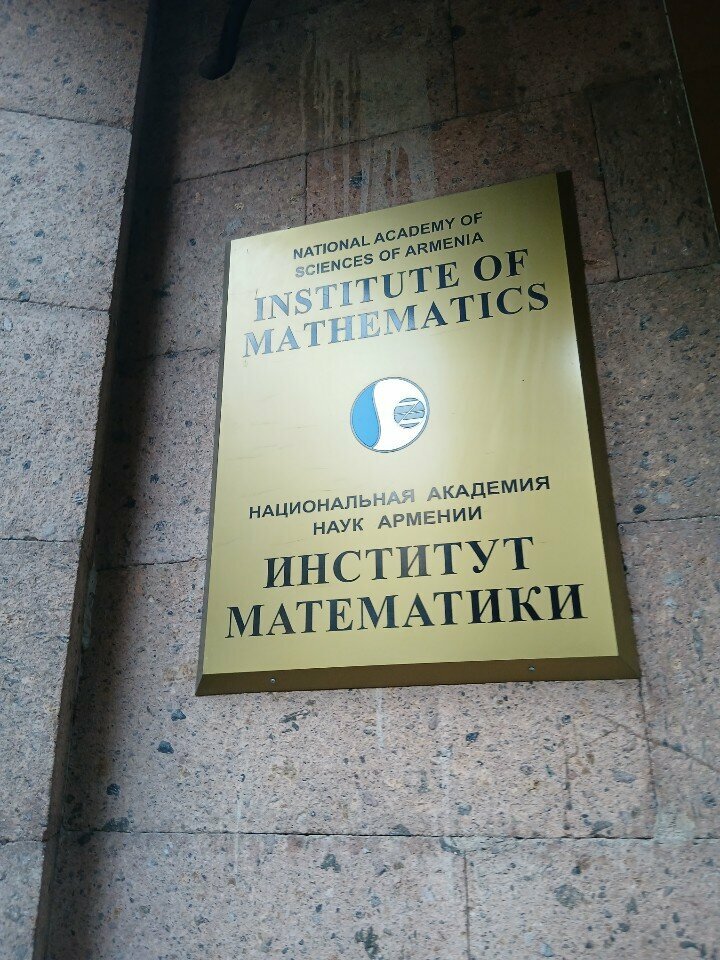 NATIONAL ACADEMY OF
SCIENCES OF ARMENIA
INSTITUTE OF
MATHEMATICS
НАЦИОНАЛЬНАЯ АКАДЕМИЯ
НАУК АРМЕНИИ
ИНСТИТУТ
МАТЕМАТИКИ